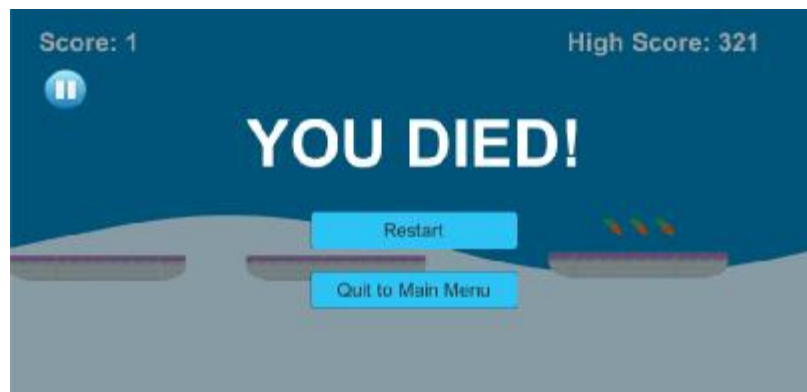 Score: 1
High Score: 321
YOU DIED!
Restart
Quit to Main Menu